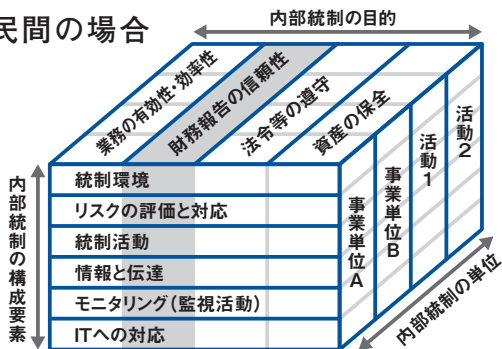 民間の場合
内部統制の目的
業務の有効性・効率性
財務報告の信頼性
法令等の遵守
資産の保全
内部統制の構成要素
統制環境
リスクの評価と対応
統制活動
情報と伝達
モニタリング（監視活動）
ITへの対応
事業単位A
事業単位B
活動1
活動2
内部統制の単位